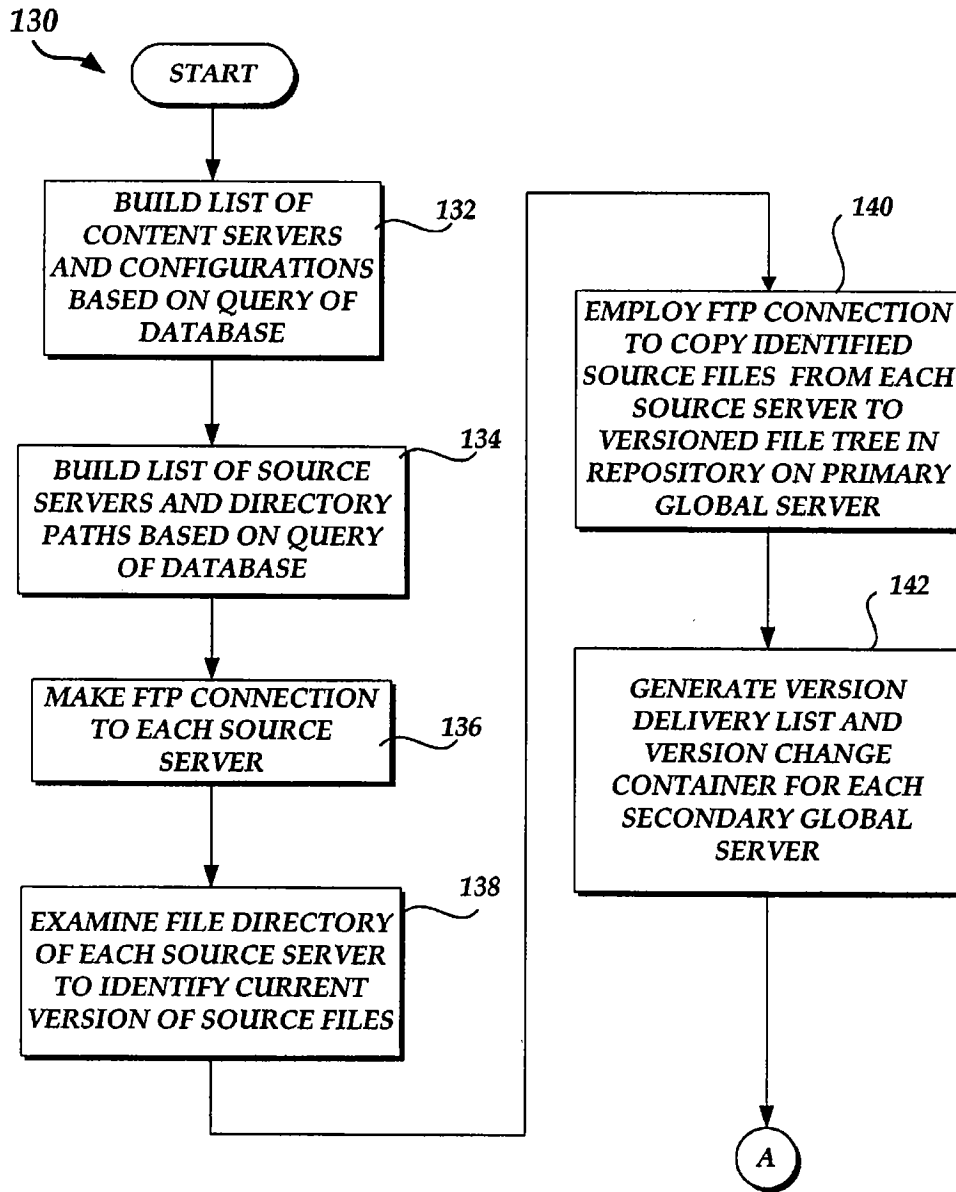 130
START
BUILD LIST OF
CONTENT SERVERS
AND CONFIGURATIONS
BASED ON QUERY OF
DATABASE
132
BUILD LIST OF SOURCE
SERVERS AND DIRECTORY
PATHS BASED ON QUERY
OF DATABASE
134
MAKE FTP CONNECTION
TO EACH SOURCE
SERVER
136
EXAMINE FILE DIRECTORY
OF EACH SOURCE SERVER
TO IDENTIFY CURRENT
VERSION OF SOURCE FILES
138
140
EMPLOY FTP CONNECTION
TO COPY IDENTIFIED
SOURCE FILES FROM EACH
SOURCE SERVER TO
VERSIONED FILE TREE IN
REPOSITORY ON PRIMARY
GLOBAL SERVER
142
GENERATE VERSION
DELIVERY LIST AND
VERSION CHANGE
CONTAINER FOR EACH
SECONDARY GLOBAL
SERVER
A